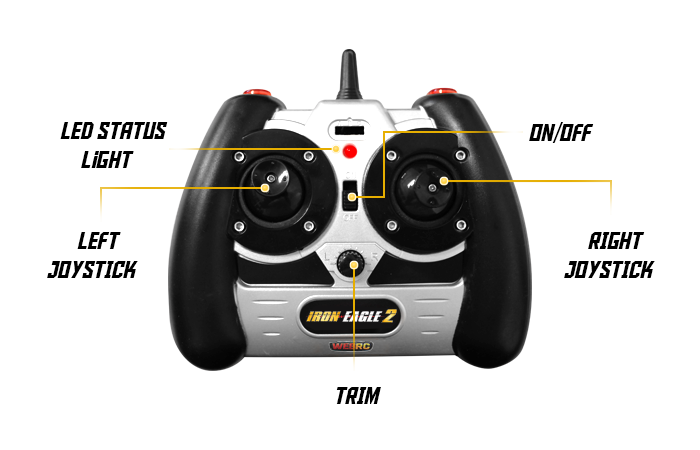 LED STATUS
LIGHT
ON/OFF
OFF
LEFT
JOYSTICK
RIGHT
JOYSTICK
L
IRON EAGLE 2
WEBRC
TRIM